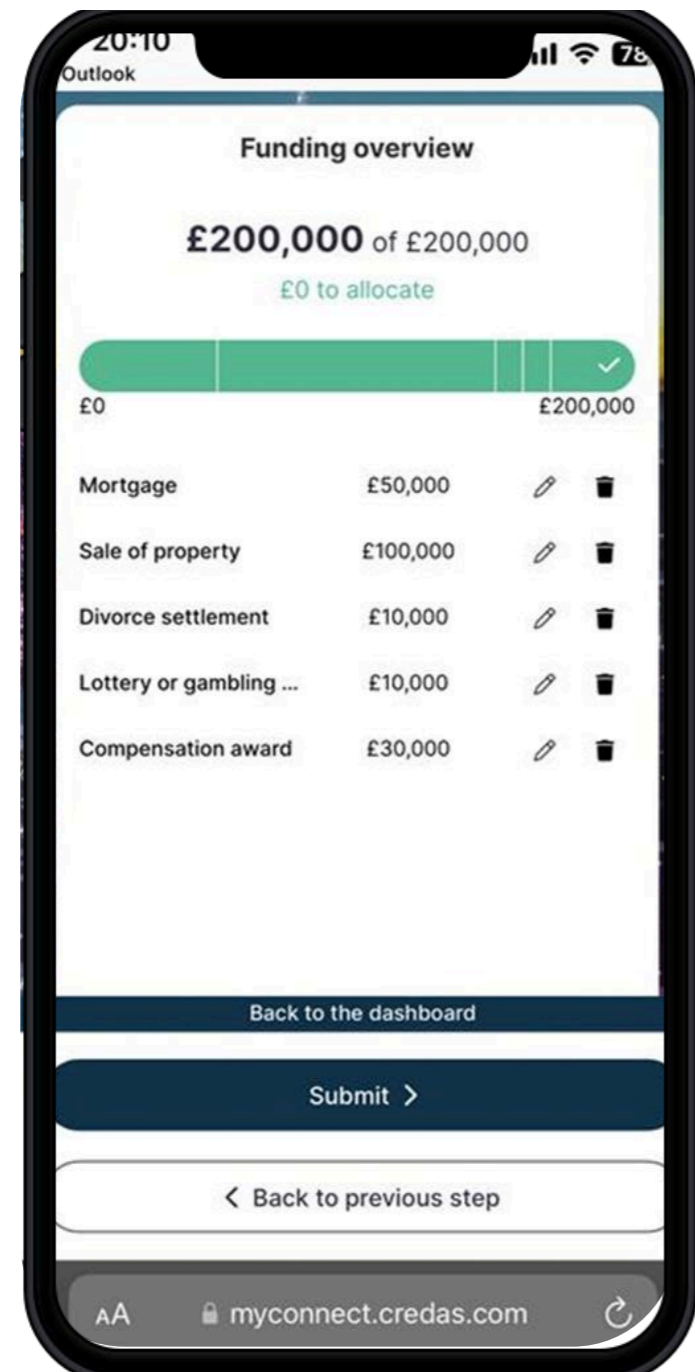 20:10
78
Outlook
Funding overview
£200,000 of £200,000
£0 to allocate
£0 £200,000
Mortgage £50,000
Sale of property £100,000
Divorce settlement £10,000
Lottery or gambling ... £10,000
Compensation award £30,000
Back to the dashboard
Submit >
< Back to previous step
AA myconnect.credas.com